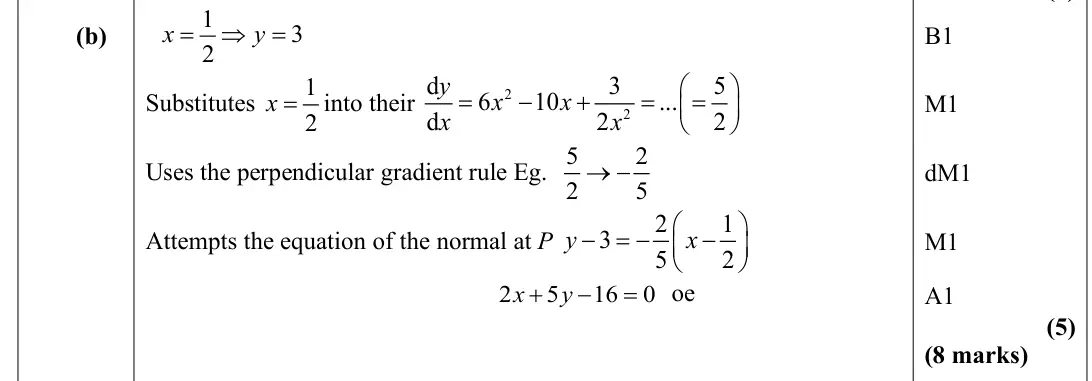 (b) x = 1/2 ⇒ y = 3 B1
Substitutes x = 1/2 into their dy/dx = 6x² − 10x + 3/(2x²) = ...( = 5/2 ) M1
Uses the perpendicular gradient rule Eg. 5/2 → −2/5 dM1
Attempts the equation of the normal at P y − 3 = −2/5 ( x − 1/2 ) M1
2x + 5y − 16 = 0 oe A1
(5)
(8 marks)